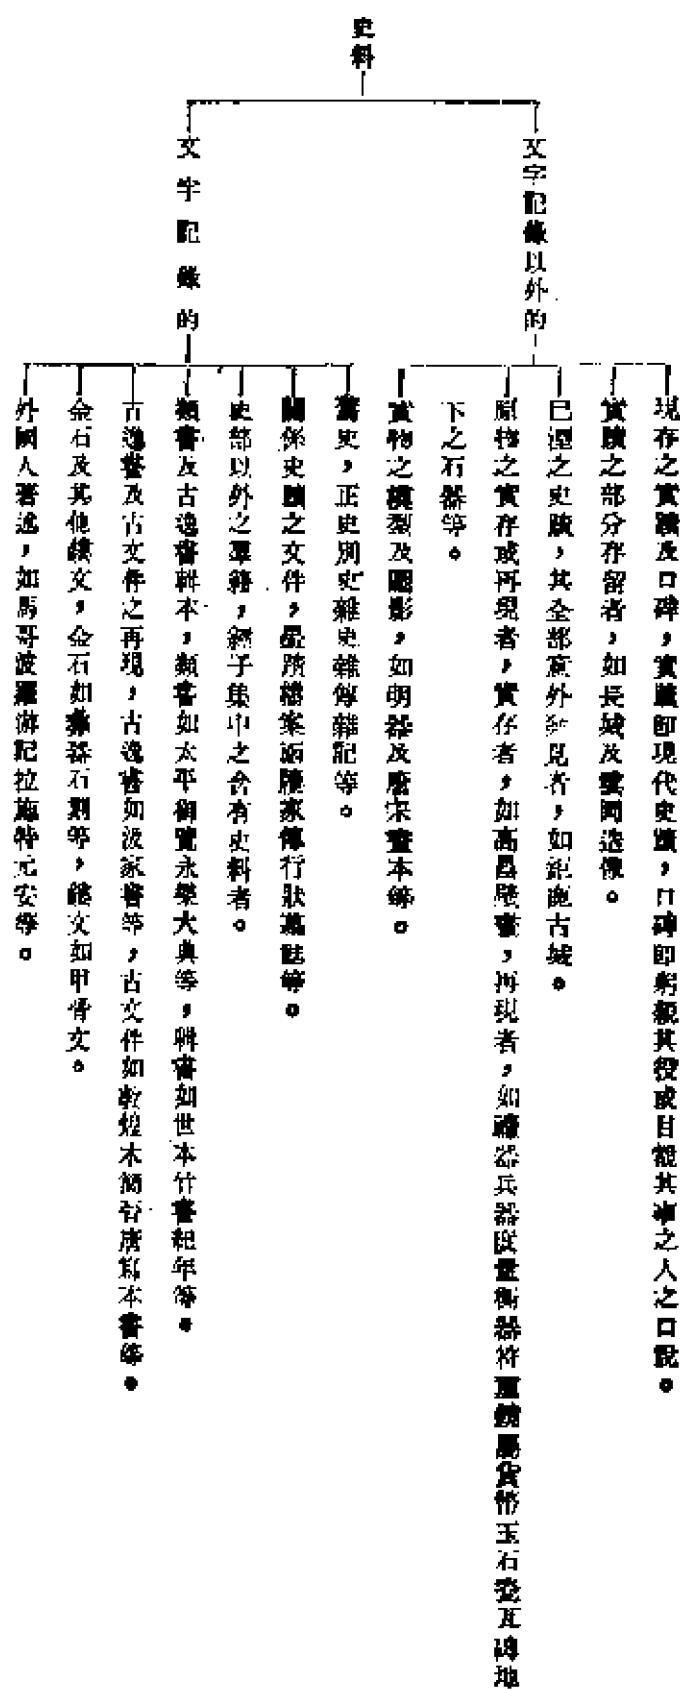 史料
文字記錄以外的
現存之實蹟及口碑，實蹟卽現代史蹟，口碑卽躬親其役或目覩其事之人之口說。
實蹟之部分存留者，如長城及雲岡造像。
已湮之史蹟，其全部意外發見者，如鉅鹿古城。
原物之寶存或再現者，寶存者，如高昌壁畫，再現者，如禮器兵器度量衡器符璽鏡屬貨幣玉石瓷瓦磚地
下之石器等。
實物之模型及圖影，如明器及唐宋畫本等。
文字記錄的
舊史，正史別史雜史雜傳雜記等。
關係史蹟之文件，檔案函牘家傳行狀墓誌等。
史部以外之羣籍，經子集中之含有史料者。
類書及古逸書輯本，類書如太平御覽永樂大典等，輯書如世本竹書紀年等。
古逸書及古文件之再現，古逸書如汲冢書等，古文件如敦煌木簡晉唐寫本書等。
金石及其他鏤文，金石如彝器石刻等，鏤文如甲骨文。
外國人著述，如馬哥波羅游記拉施特元史等。